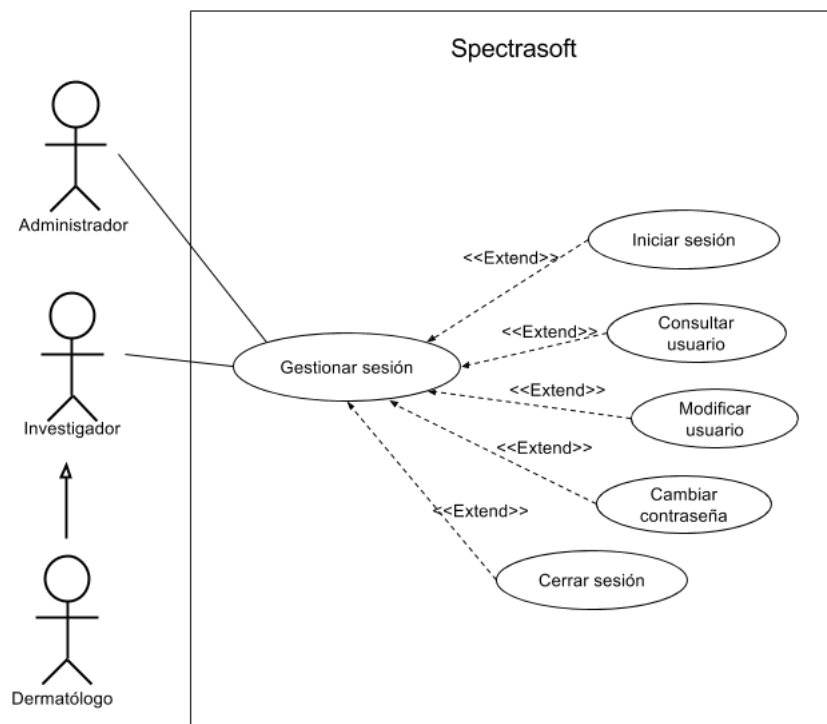 Spectrasoft
Administrador
Iniciar sesión
<<Extend>>
Consultar
usuario
<<Extend>>
Gestionar sesión
<<Extend>>
Modificar
usuario
Investigador
<<Extend>>
Cambiar
contraseña
<<Extend>>
Cerrar sesión
Dermatólogo